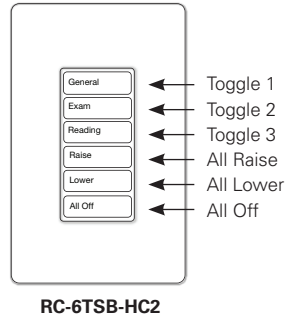 General
Toggle 1
Exam
Toggle 2
Reading
Toggle 3
Raise
All Raise
Lower
All Lower
All Off
All Off
RC-6TSB-HC2